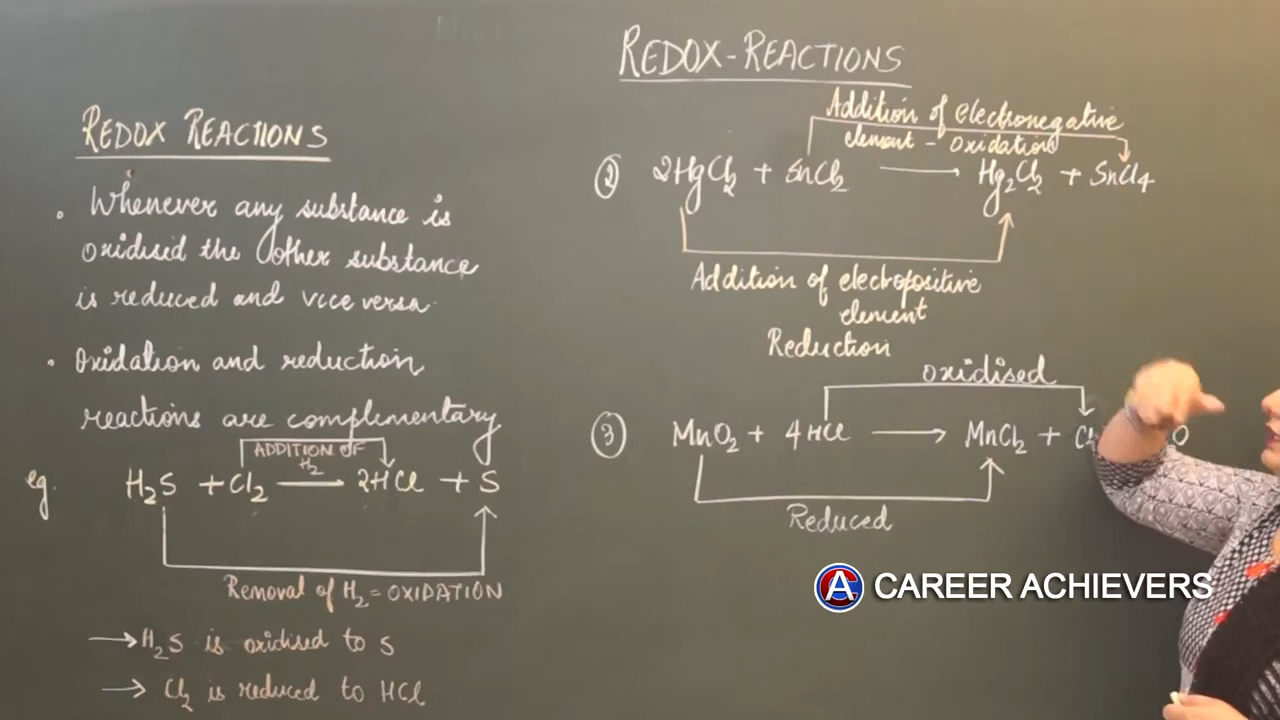 REDOX REACTIONS
• Whenever any substance is
oxidised the other substance
is reduced and vice versa.
• Oxidation and reduction
reactions are complimentary
ADDITION OF
H₂
eg. H₂S + Cl₂ ⟶ 2HCl + S
Removal of H₂ = OXIDATION
→ H₂S is oxidised to S
→ Cl₂ is reduced to HCl
REDOX-REACTIONS
Addition of Electronegative
element - oxidation
② 2HgCl₂ + SnCl₂ ⟶ Hg₂Cl₂ + SnCl4
Addition of electropositive
element
Reduction
oxidised
③ MnO₂ + 4HCl ⟶ MnCl₂ +
Reduced
CAREER ACHIEVERS